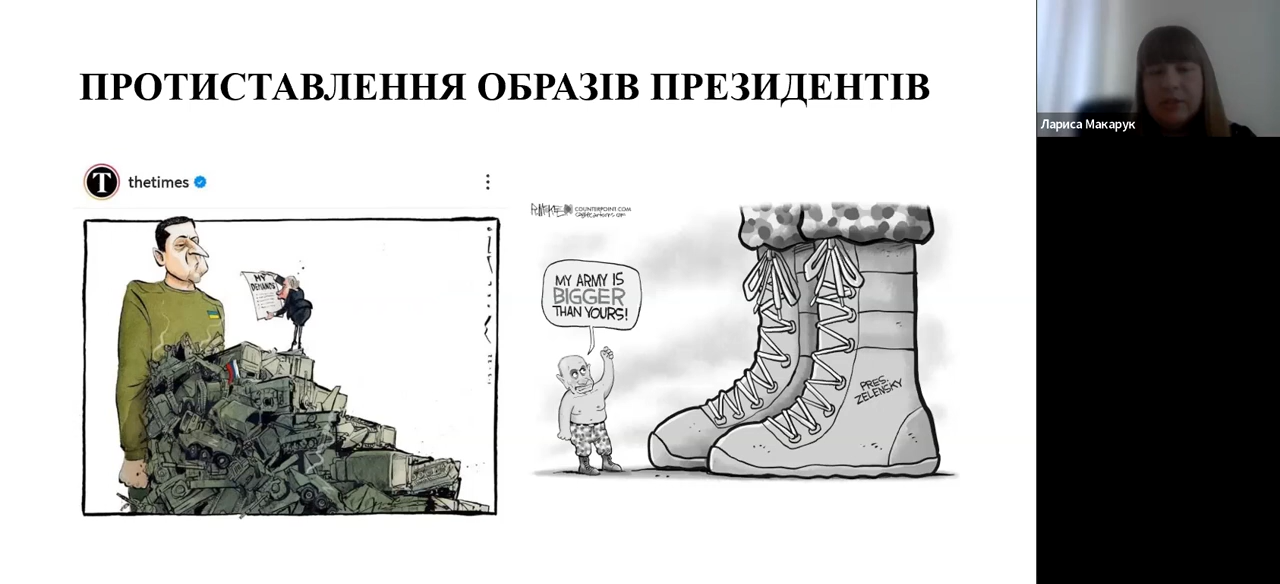 ПРОТИСТАВЛЕННЯ ОБРАЗІВ ПРЕЗИДЕНТІВ
Лариса Макарук
T thetimes
MY
DEMANDS
COUNTERPOINT.COM
MY ARMY IS
BIGGER
THAN YOURS!
PRES.
ZELENSKY